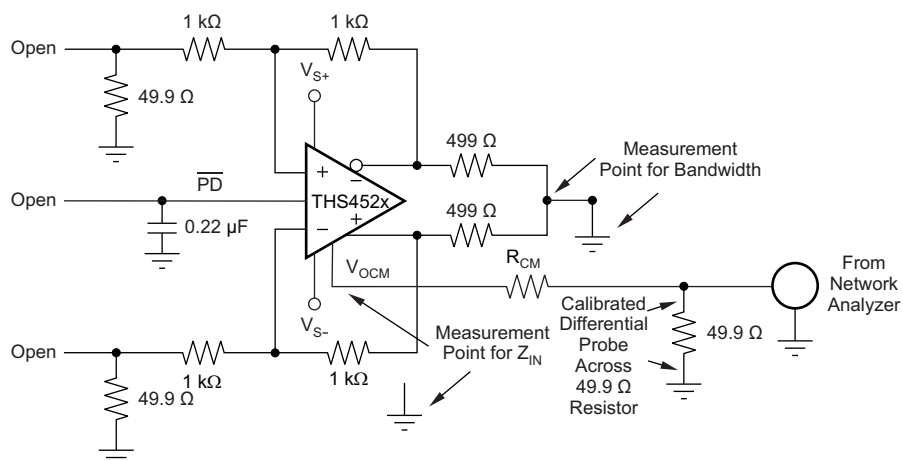 1 kΩ
1 kΩ
Open
V_S+
49.9 Ω
499 Ω
Measurement
Point for Bandwidth
+
−
PD
THS452x
Open
0.22 µF
−
+
499 Ω
V_OCM
R_CM
From
Network
Analyzer
V_S−
Calibrated
Differential
Probe
Across
49.9 Ω
Resistor
49.9 Ω
Measurement
Point for Z_IN
Open
1 kΩ
1 kΩ
49.9 Ω